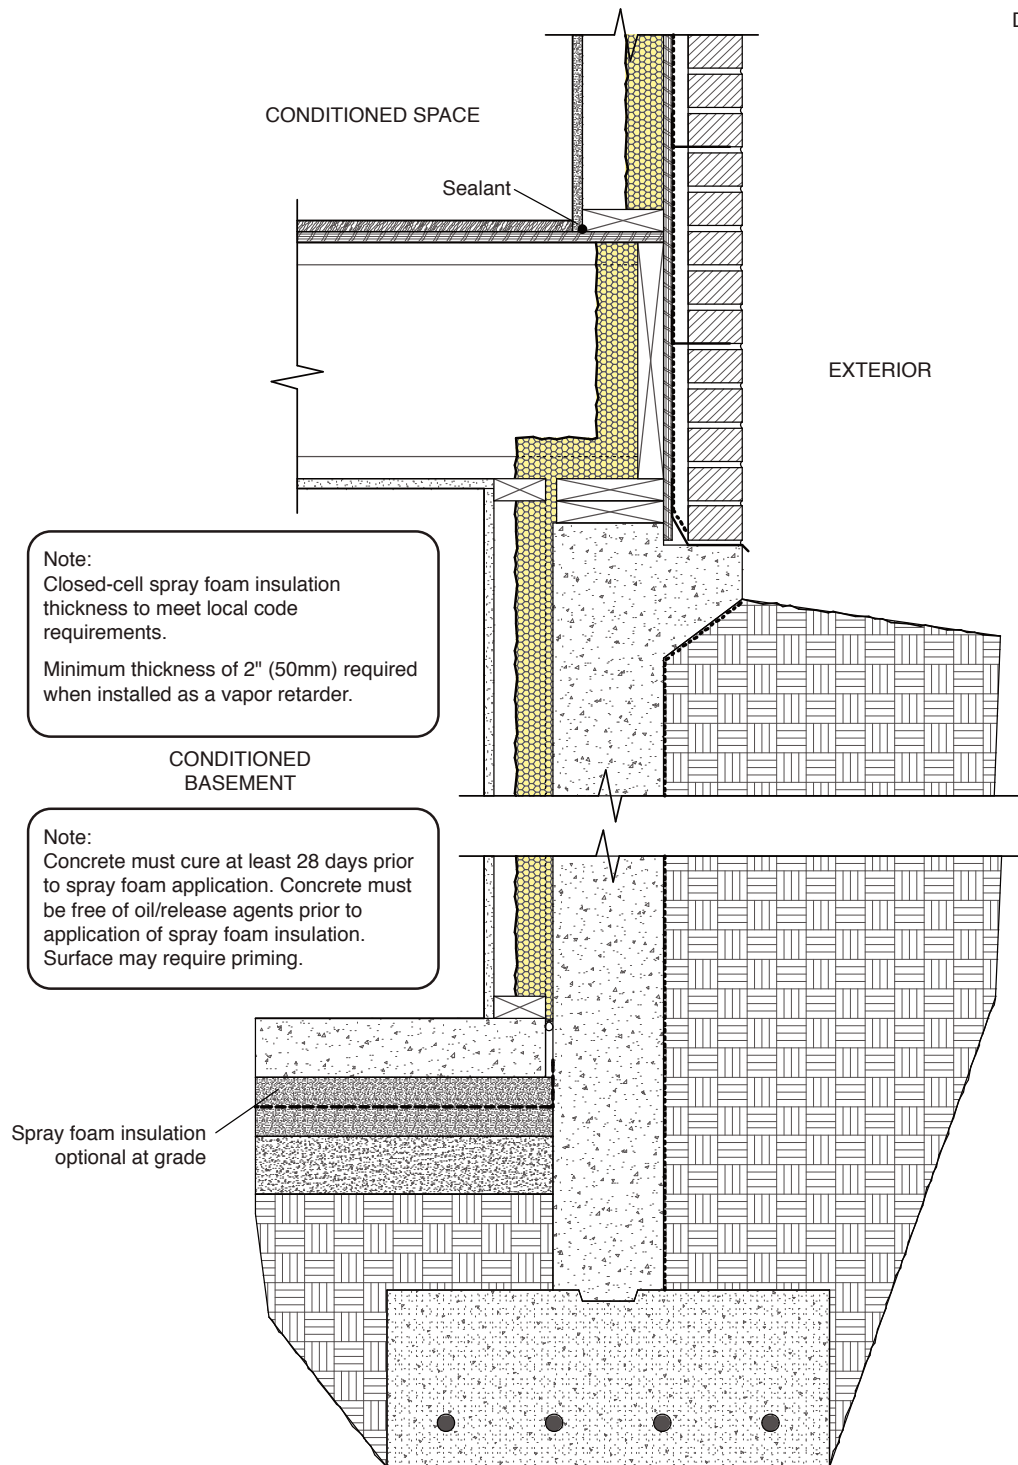 D
CONDITIONED SPACE
Sealant
EXTERIOR
Note:
Closed-cell spray foam insulation
thickness to meet local code
requirements.
Minimum thickness of 2" (50mm) required
when installed as a vapor retarder.
CONDITIONED
BASEMENT
Note:
Concrete must cure at least 28 days prior
to spray foam application. Concrete must
be free of oil/release agents prior to
application of spray foam insulation.
Surface may require priming.
Spray foam insulation
optional at grade